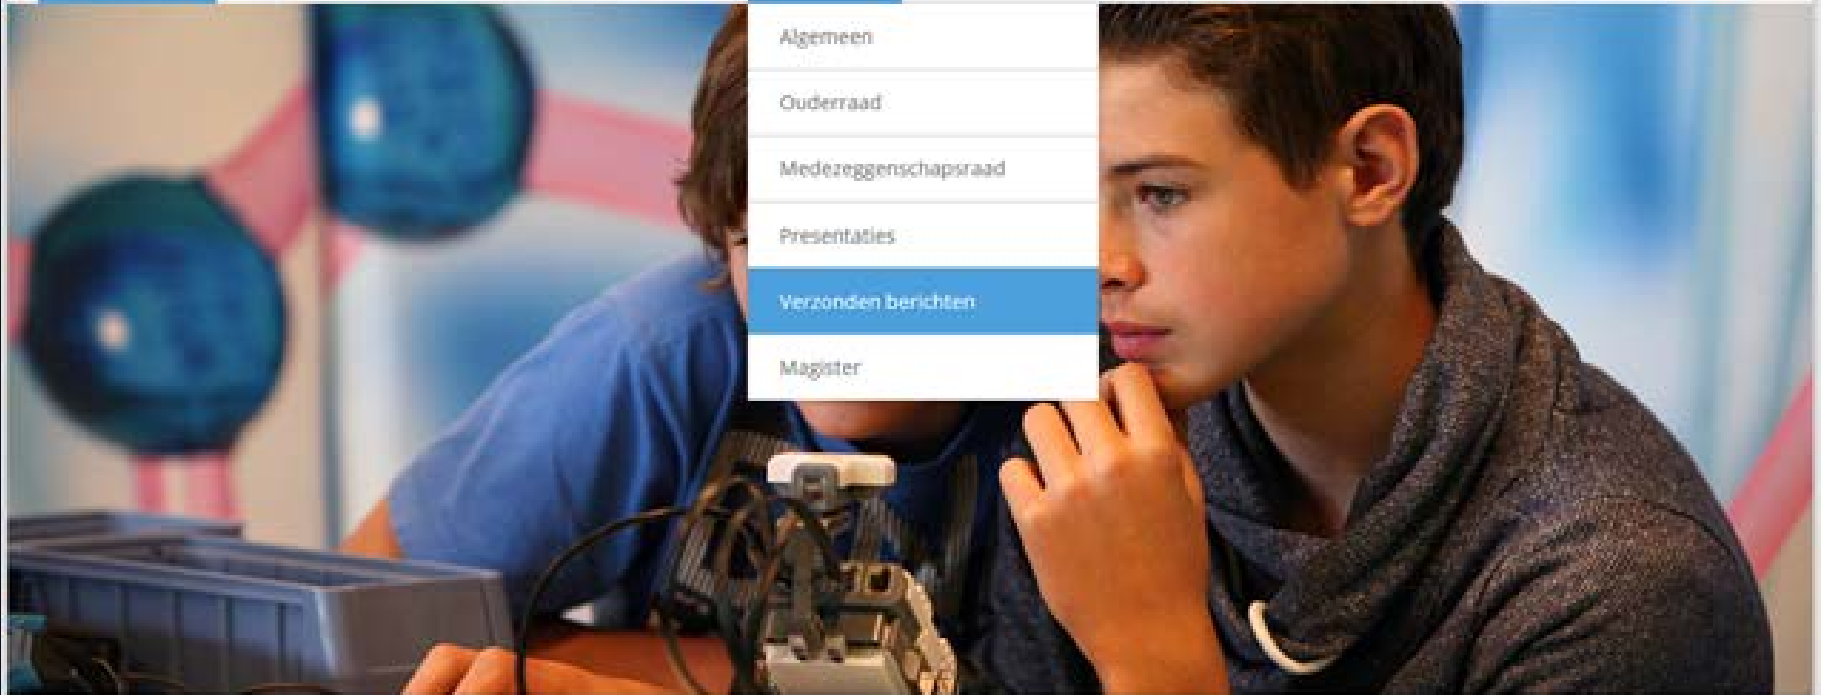 Algemeen
Ouderraad
Medezeggenschapsraad
Presentaties
Verzonden berichten
Magister